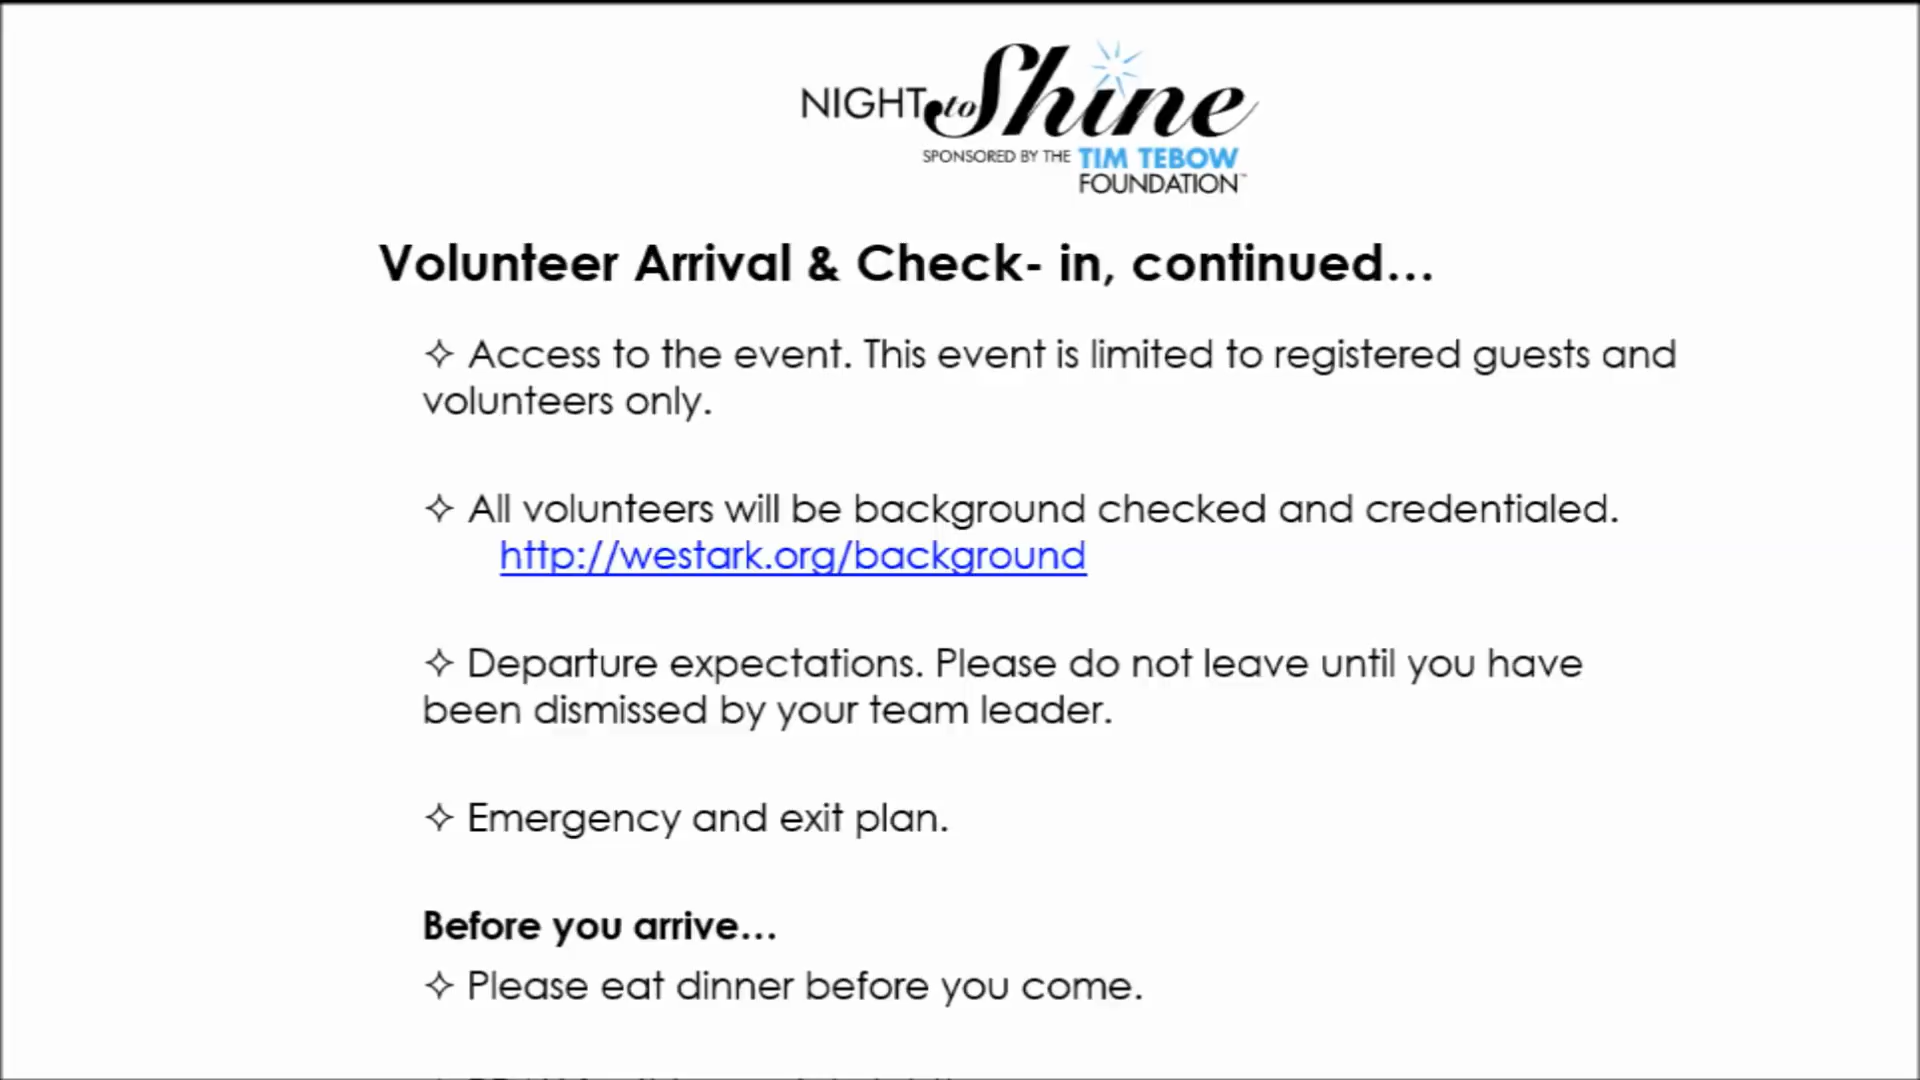 NIGHT to Shine
SPONSORED BY THE TIM TEBOW
FOUNDATION™
Volunteer Arrival & Check- in, continued...
✧ Access to the event. This event is limited to registered guests and
volunteers only.
✧ All volunteers will be background checked and credentialed.
http://westark.org/background
✧ Departure expectations. Please do not leave until you have
been dismissed by your team leader.
✧ Emergency and exit plan.
Before you arrive...
✧ Please eat dinner before you come.